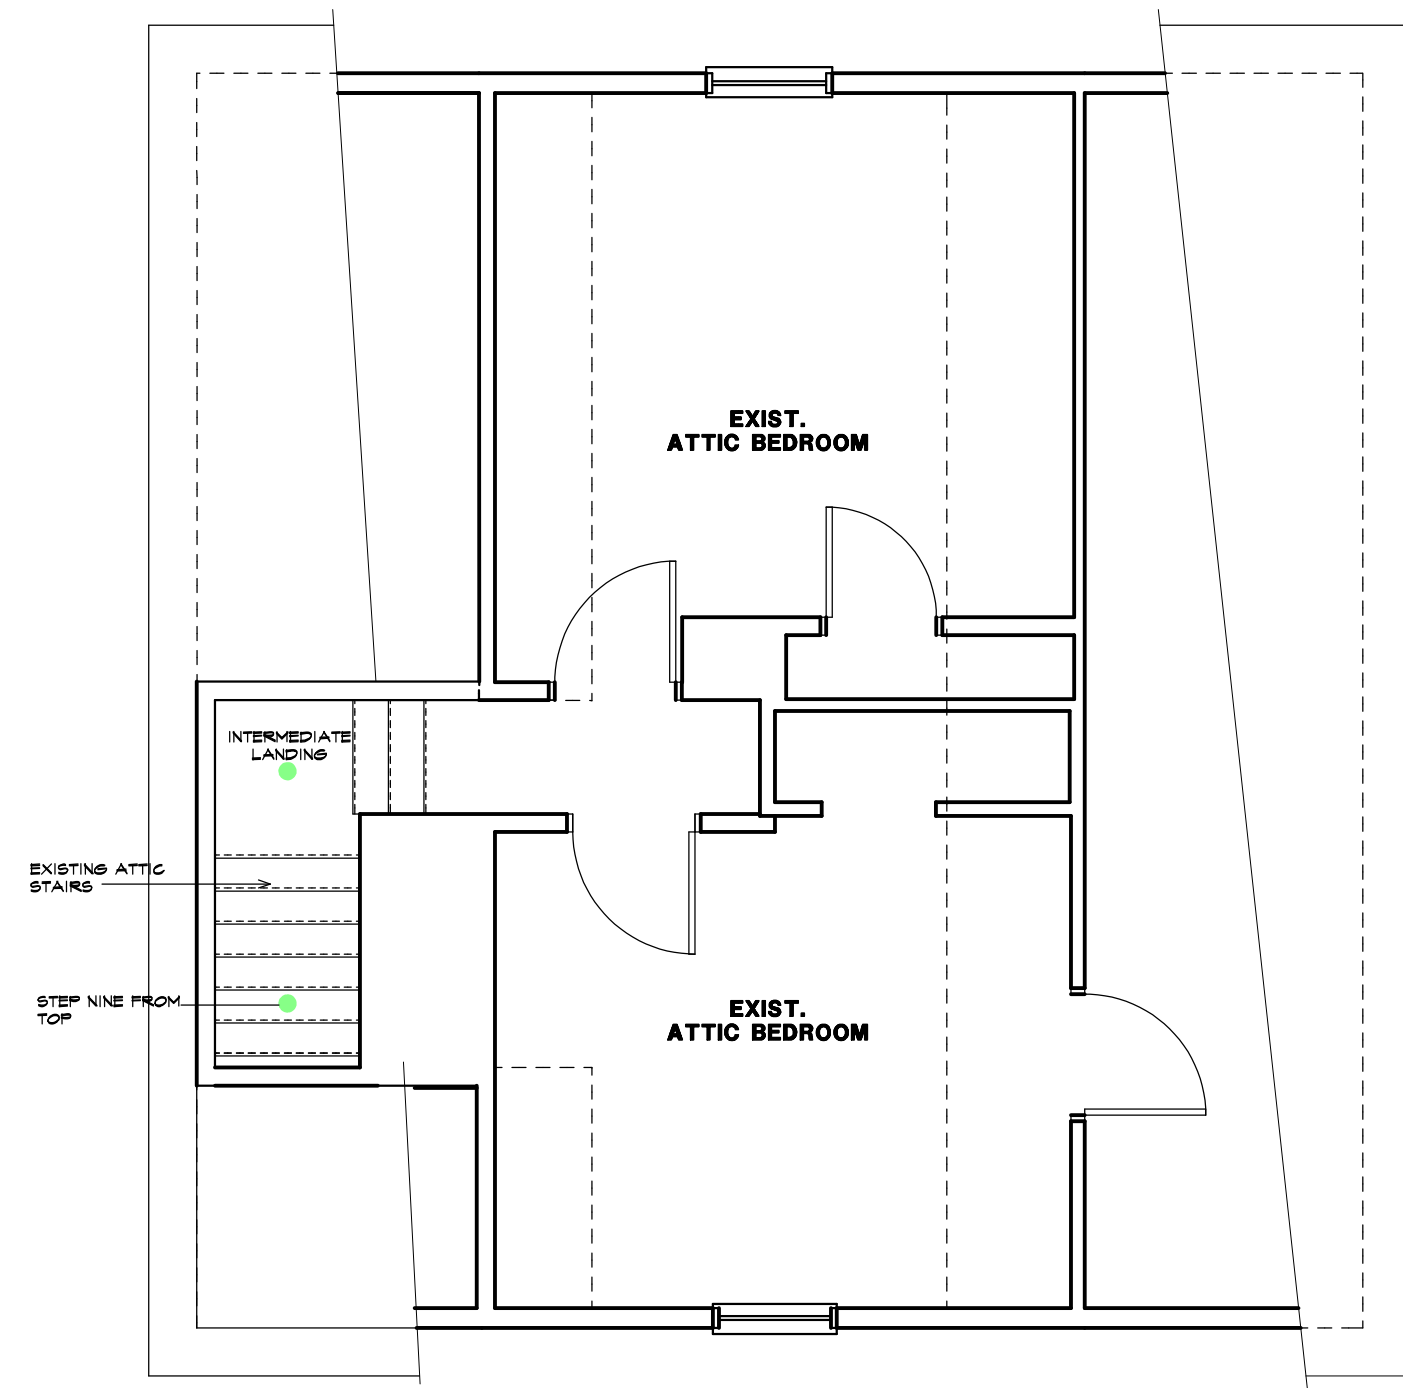 EXIST.
ATTIC BEDROOM
INTERMEDIATE
LANDING
EXISTING ATTIC
STAIRS
STEP NINE FROM
TOP
EXIST.
ATTIC BEDROOM